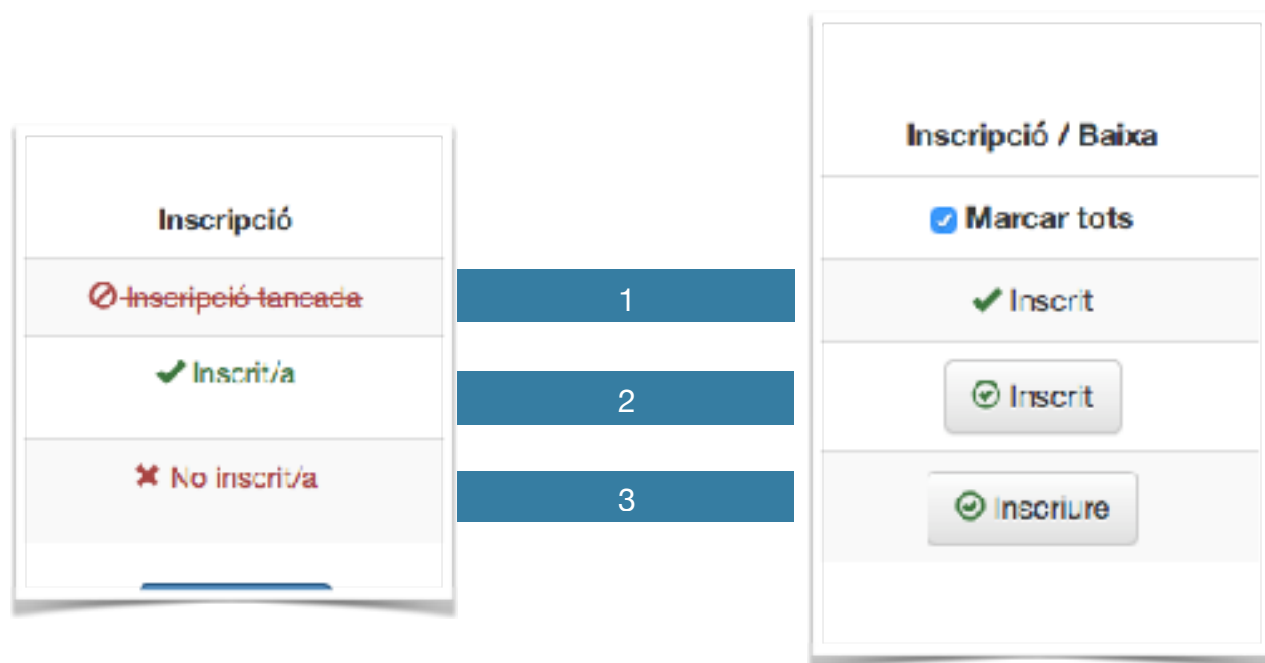 Inscripció
Inscripció tancada
Inscrit/a
No inscrit/a
1
2
3
Inscripció / Baixa
Marcar tots
Inscrit
Inscrit
Inscriure